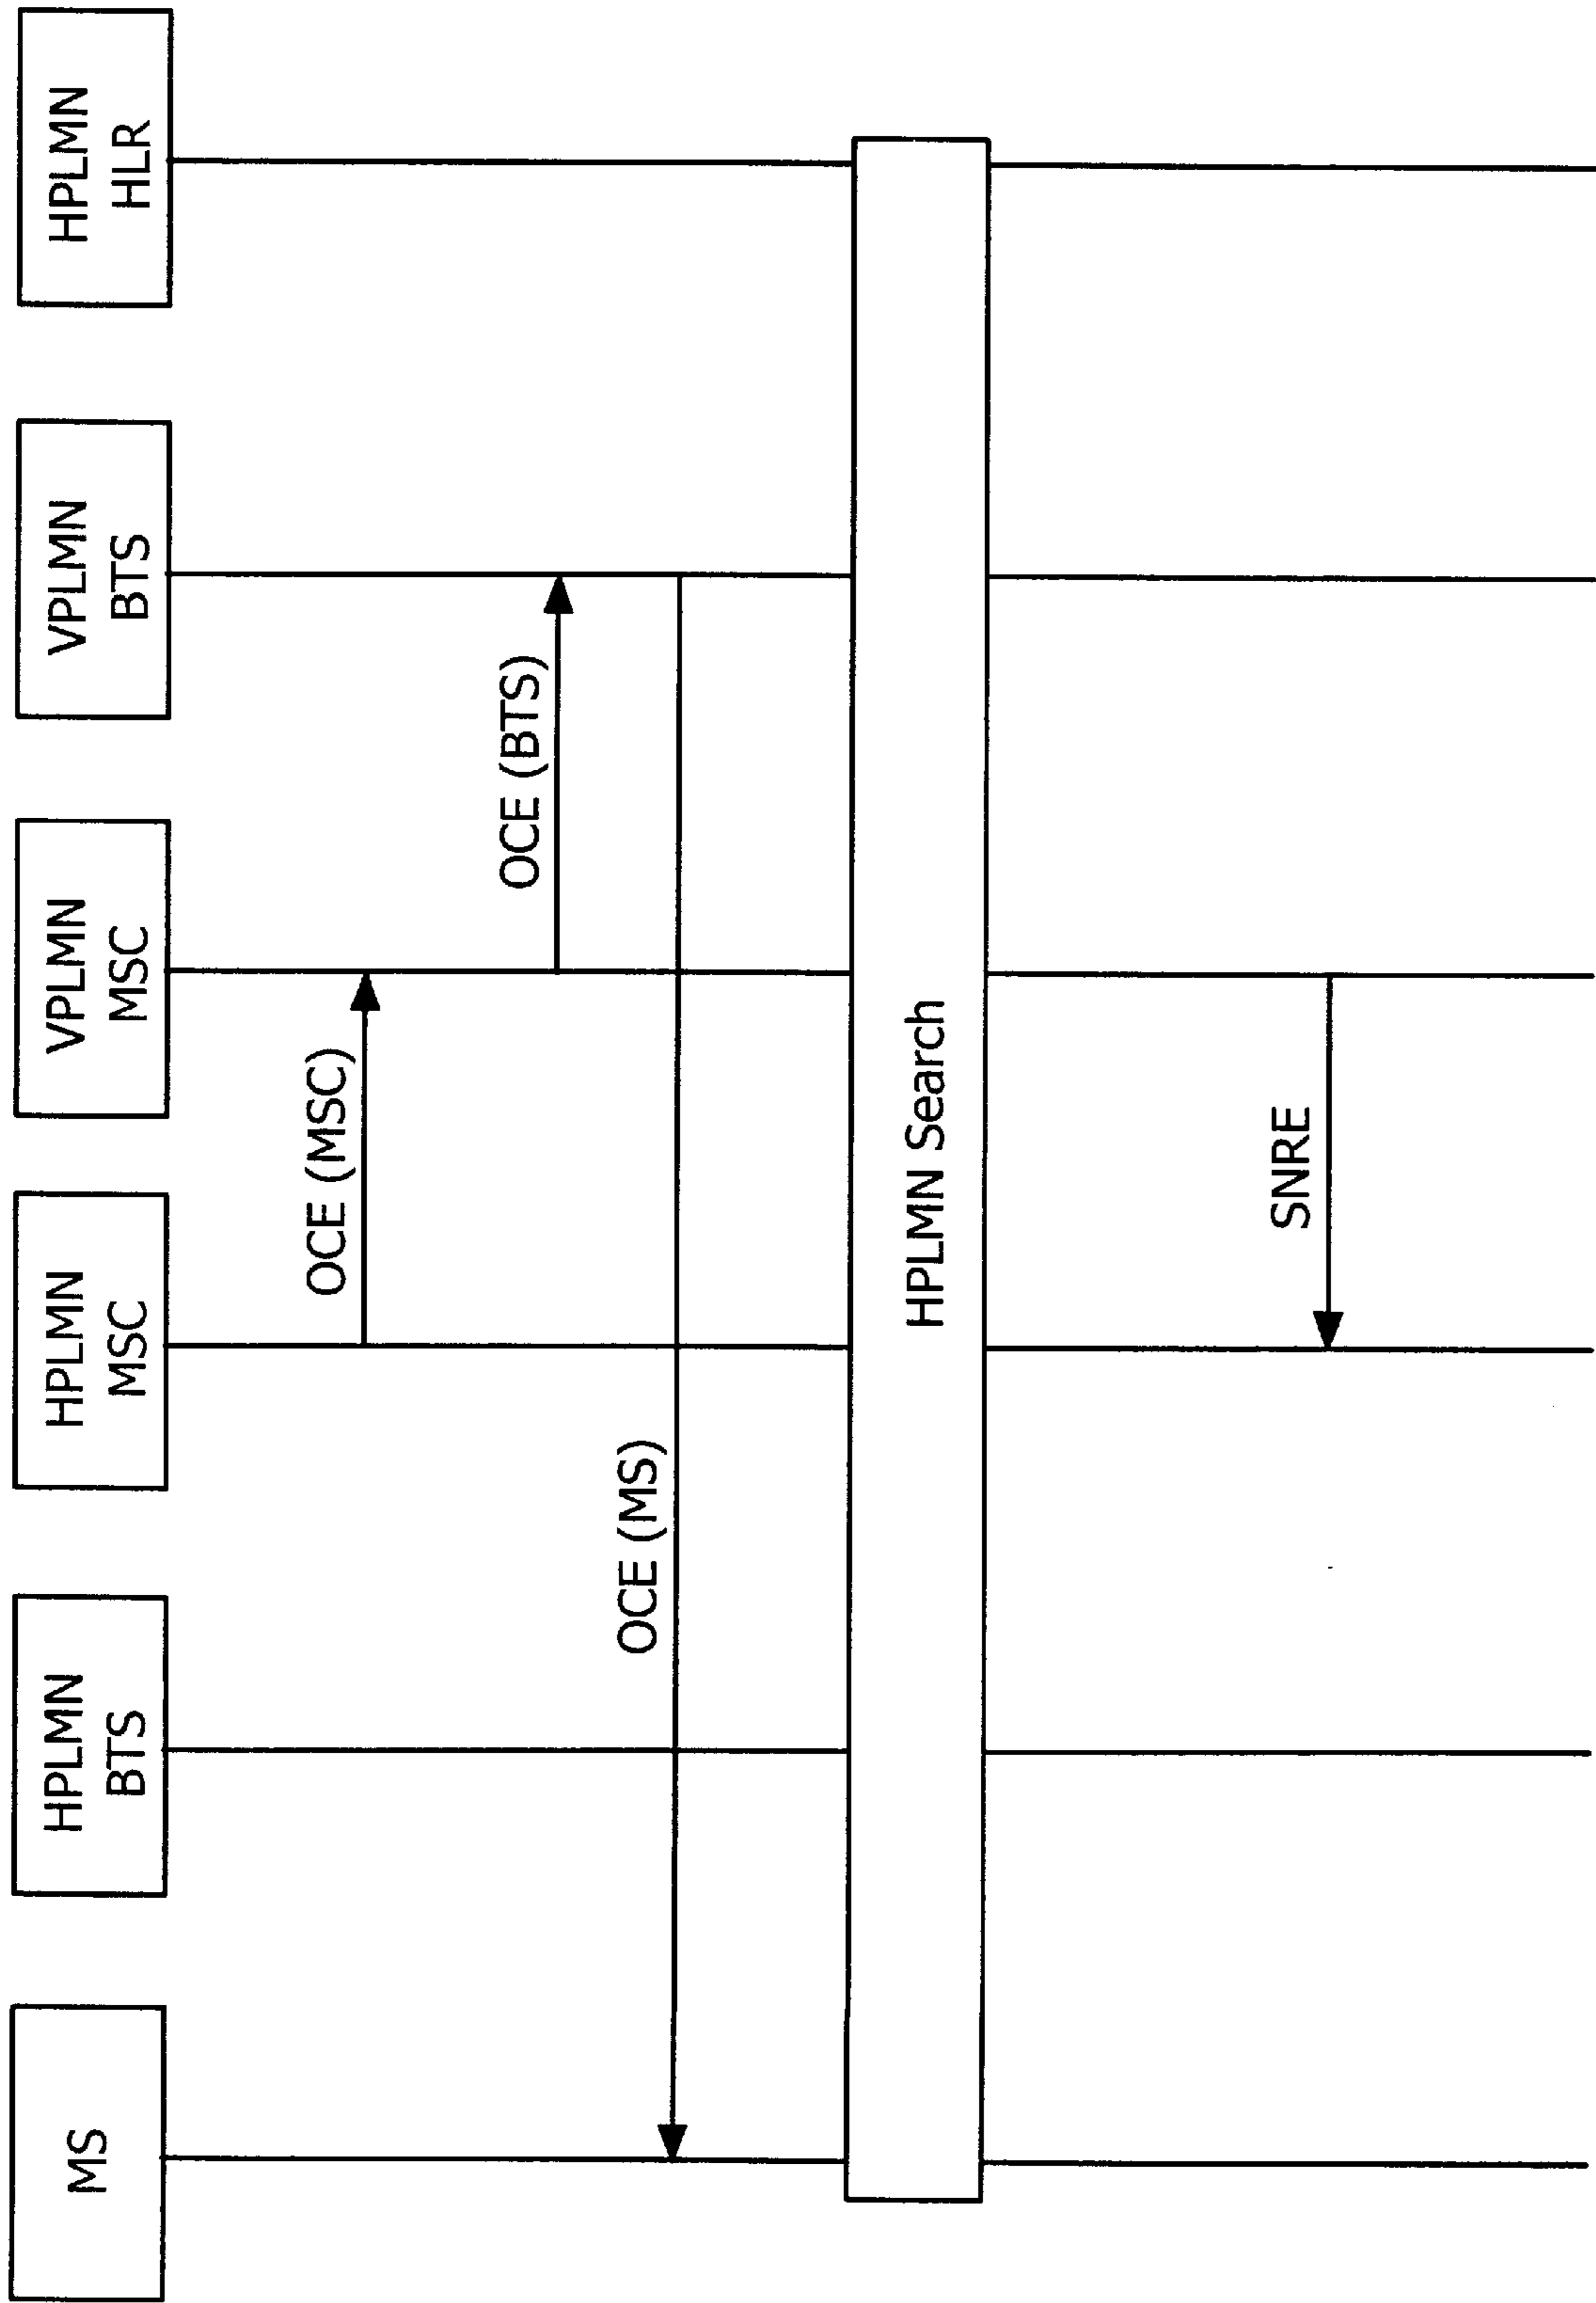 MS
HPLMN
BTS
HPLMN
MSC
VPLMN
MSC
VPLMN
BTS
HPLMN
HLR
OCE (MSC)
OCE (BTS)
OCE (MS)
HPLMN Search
SNRE